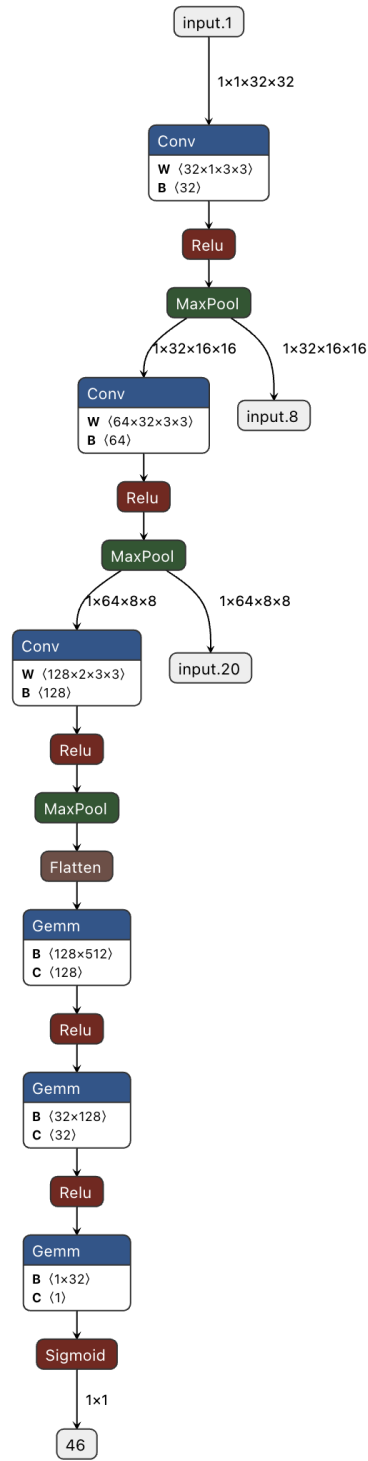 input.1
1×1×32×32
Conv
W ⟨32×1×3×3⟩
B ⟨32⟩
Relu
MaxPool
1×32×16×16
1×32×16×16
Conv
W ⟨64×32×3×3⟩
B ⟨64⟩
input.8
Relu
MaxPool
1×64×8×8
1×64×8×8
Conv
W ⟨128×2×3×3⟩
B ⟨128⟩
input.20
Relu
MaxPool
Flatten
Gemm
B ⟨128×512⟩
C ⟨128⟩
Relu
Gemm
B ⟨32×128⟩
C ⟨32⟩
Relu
Gemm
B ⟨1×32⟩
C ⟨1⟩
Sigmoid
1×1
46